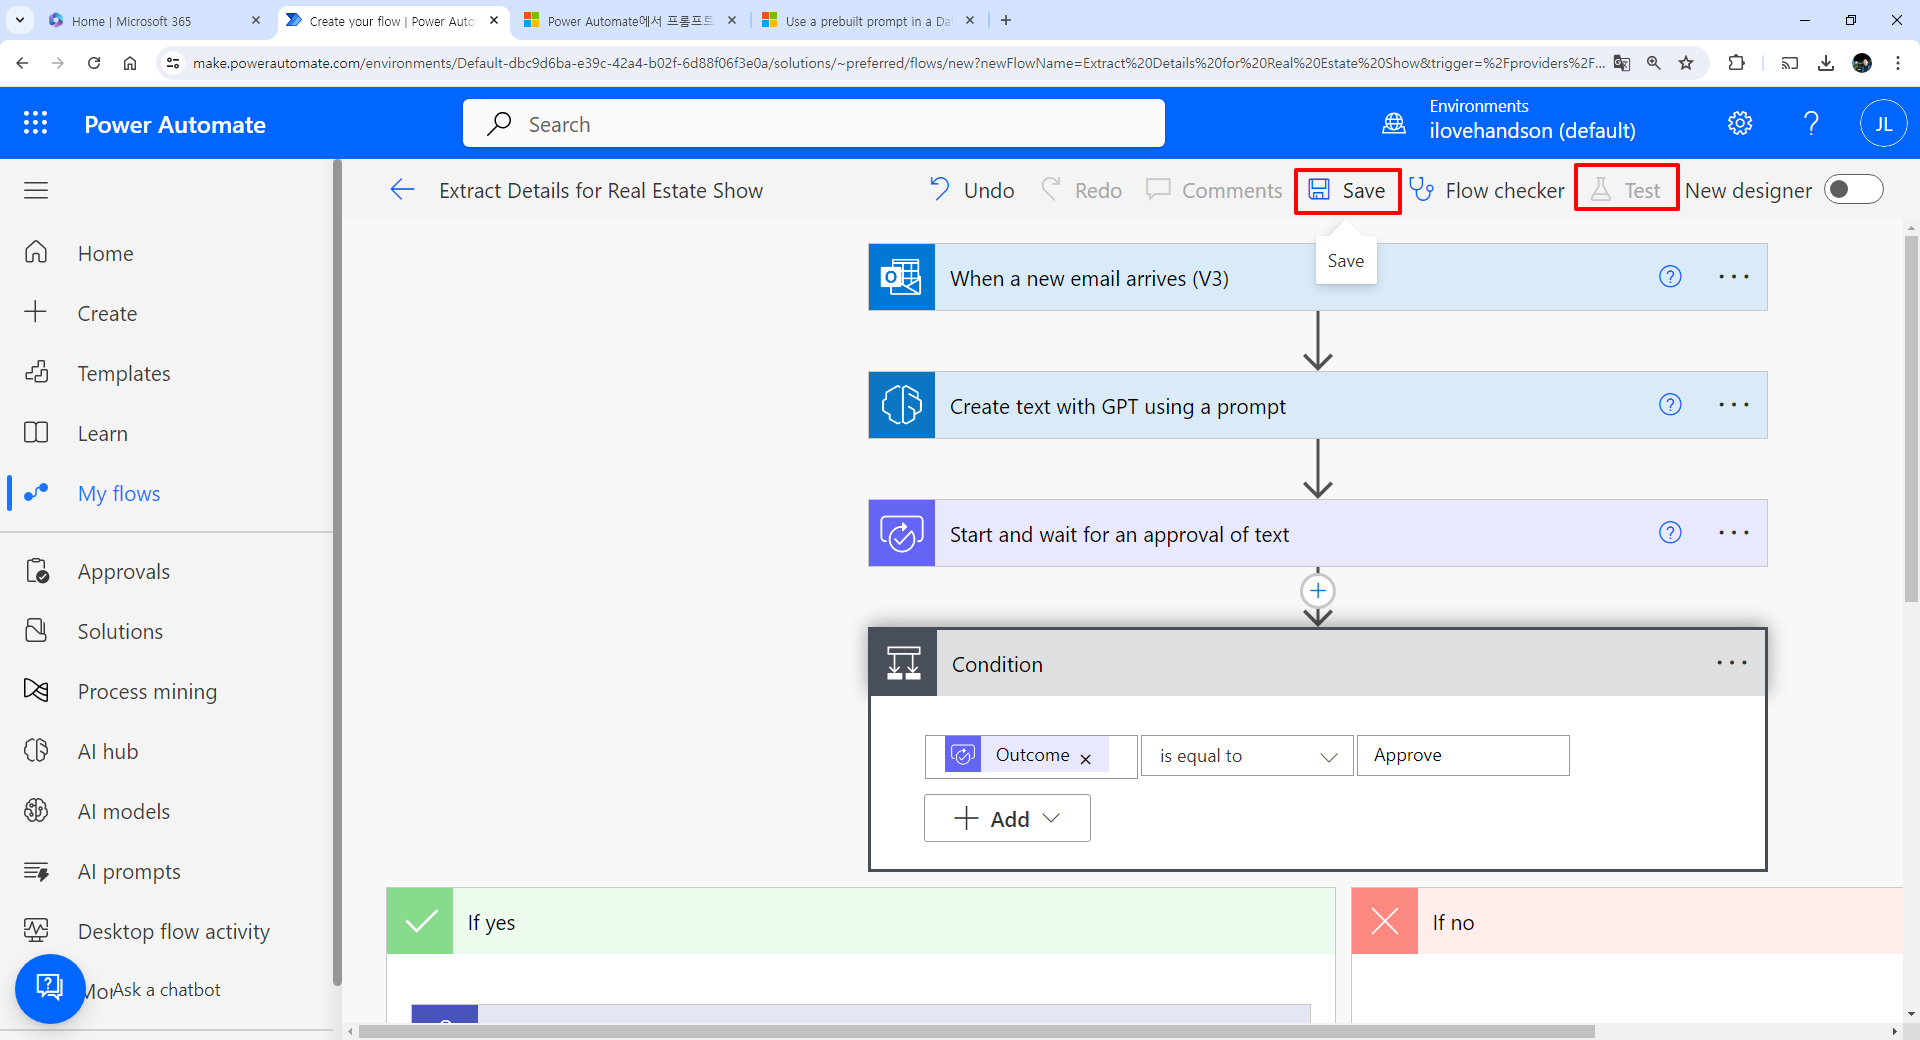 Home | Microsoft 365
Create your flow | Power Auto
Power Automate에서 프롬프트
Use a prebuilt prompt in a Da
make.powerautomate.com/environments/Default-dbc9d6ba-e39c-42a4-b02f-6d88f06f3e0a/solutions/~preferred/flows/new?newFlowName=Extract%20Details%20for%20Real%20Estate%20Show&trigger=%2Fproviders%2F...
Power Automate
Search
Environments
ilovehandson (default)
JL
Extract Details for Real Estate Show
Undo
Redo
Comments
Save
Flow checker
Test
New designer
Save
Home
Create
Templates
Learn
My flows
Approvals
Solutions
Process mining
AI hub
AI models
AI prompts
Desktop flow activity
Ask a chatbot
When a new email arrives (V3)
Create text with GPT using a prompt
Start and wait for an approval of text
Condition
Outcome
is equal to
Approve
Add
If yes
If no